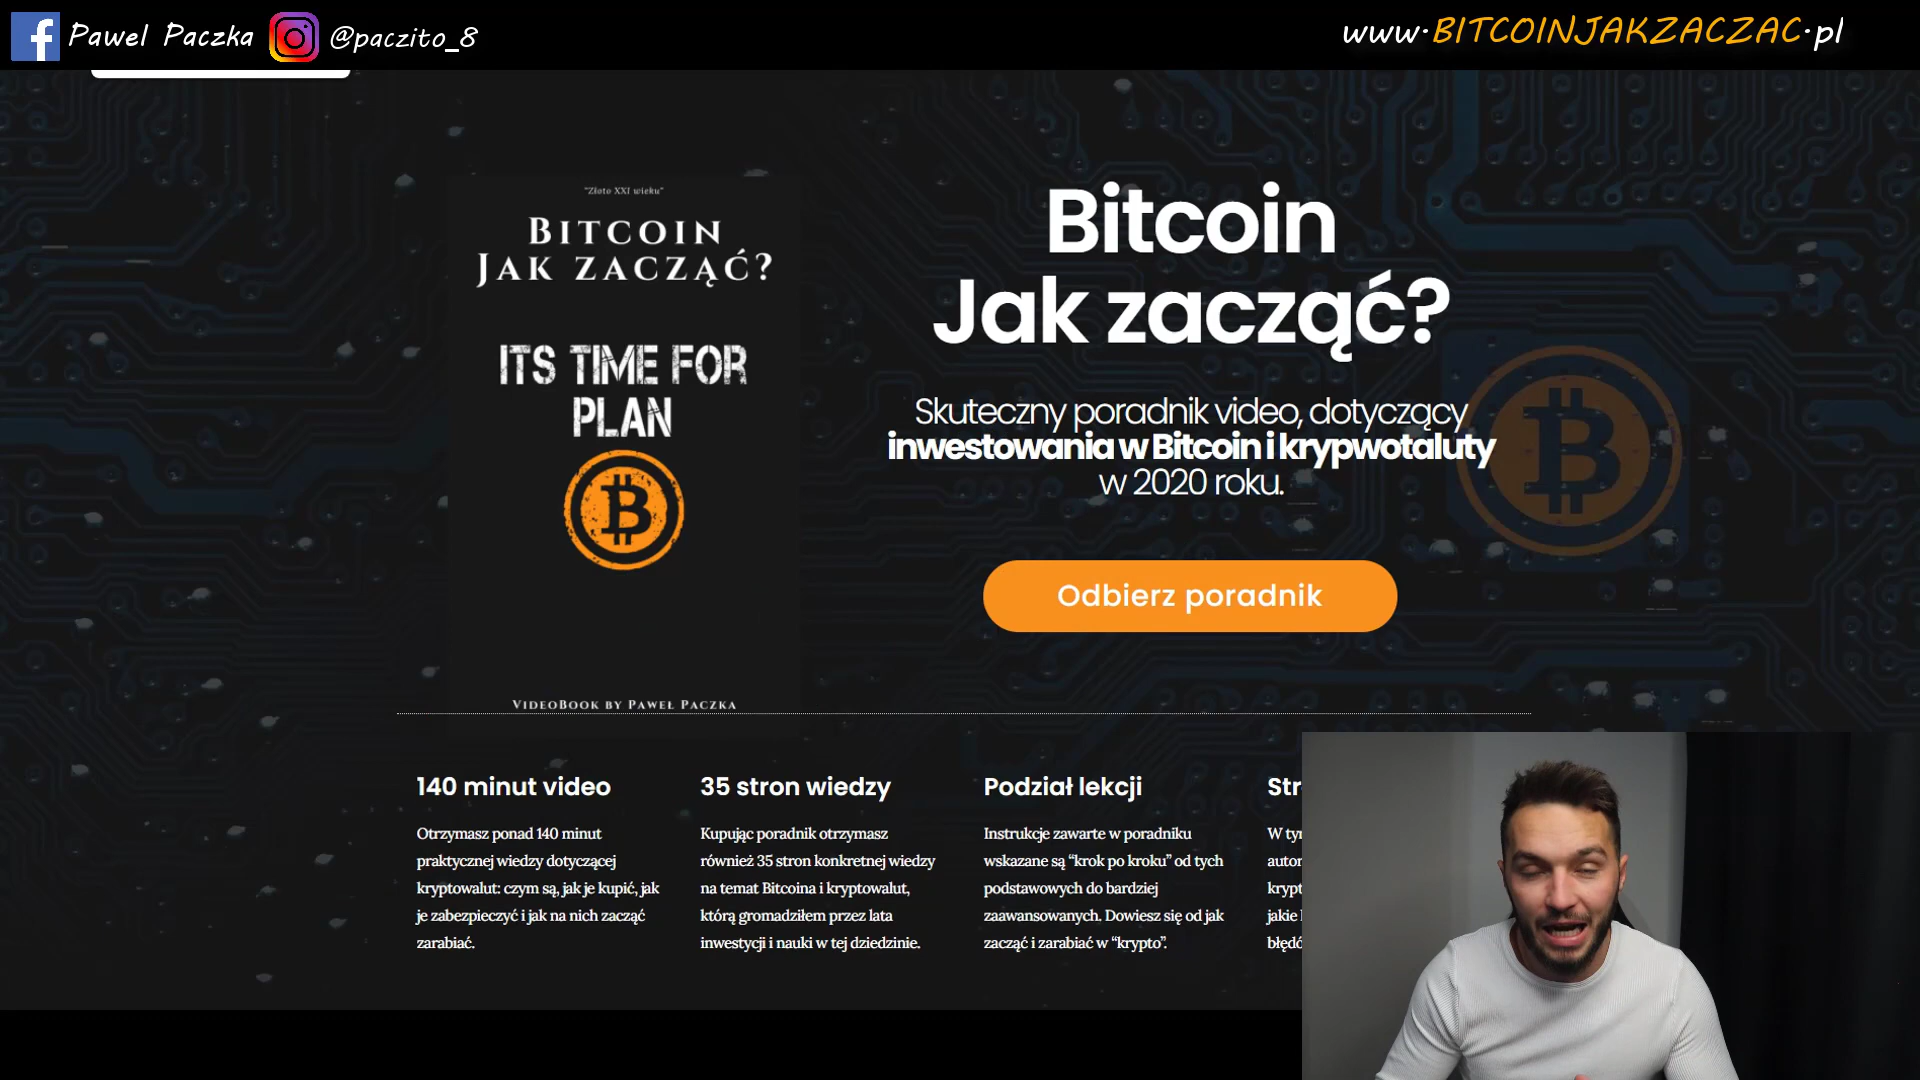 Pawel Paczka
@paczito_8
www.BITCOINJAKZACZAC.pl
"Złoto XXI wieku"
BITCOIN
JAK ZACZĄĆ?
ITS TIME FOR
PLAN
VIDEOBOOK BY PAWEŁ PACZKA
Bitcoin
Jak zacząć?
Skuteczny poradnik video, dotyczący
inwestowania w Bitcoin i krypwotaluty
w 2020 roku.
Odbierz poradnik
140 minut video
Otrzymasz ponad 140 minut
praktycznej wiedzy dotyczącej
kryptowalut: czym są, jak je kupić, jak
je zabezpieczyć i jak na nich zacząć
zarabiać.
35 stron wiedzy
Kupując poradnik otrzymasz
również 35 stron konkretnej wiedzy
na temat Bitcoina i kryptowalut,
którą gromadziłem przez lata
inwestycji i nauki w tej dziedzinie.
Podział lekcji
Instrukcje zawarte w poradniku
wskazane są “krok po kroku” od tych
podstawowych do bardziej
zaawansowanych. Dowiesz się od jak
zacząć i zarabiać w “krypto”.
W
jakie